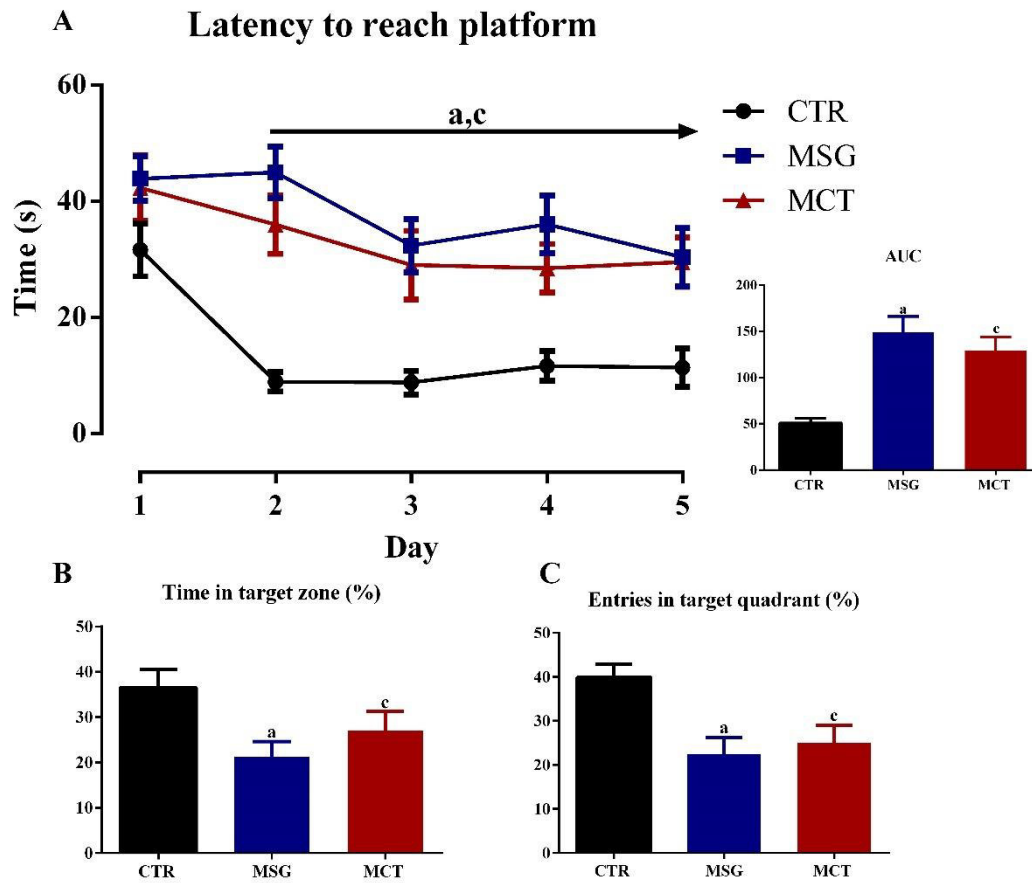 A
Latency to reach platform
60
40
20
0
Time (s)
a,c
CTR
MSG
MCT
1 2 3 4 5
Day
AUC
200
150
100
50
0
a
c
CTR MSG MCT
B
Time in target zone (%)
50
40
30
20
10
0
a
c
CTR MSG MCT
C
Entries in target quadrant (%)
50
40
30
20
10
0
a
c
CTR MSG MCT